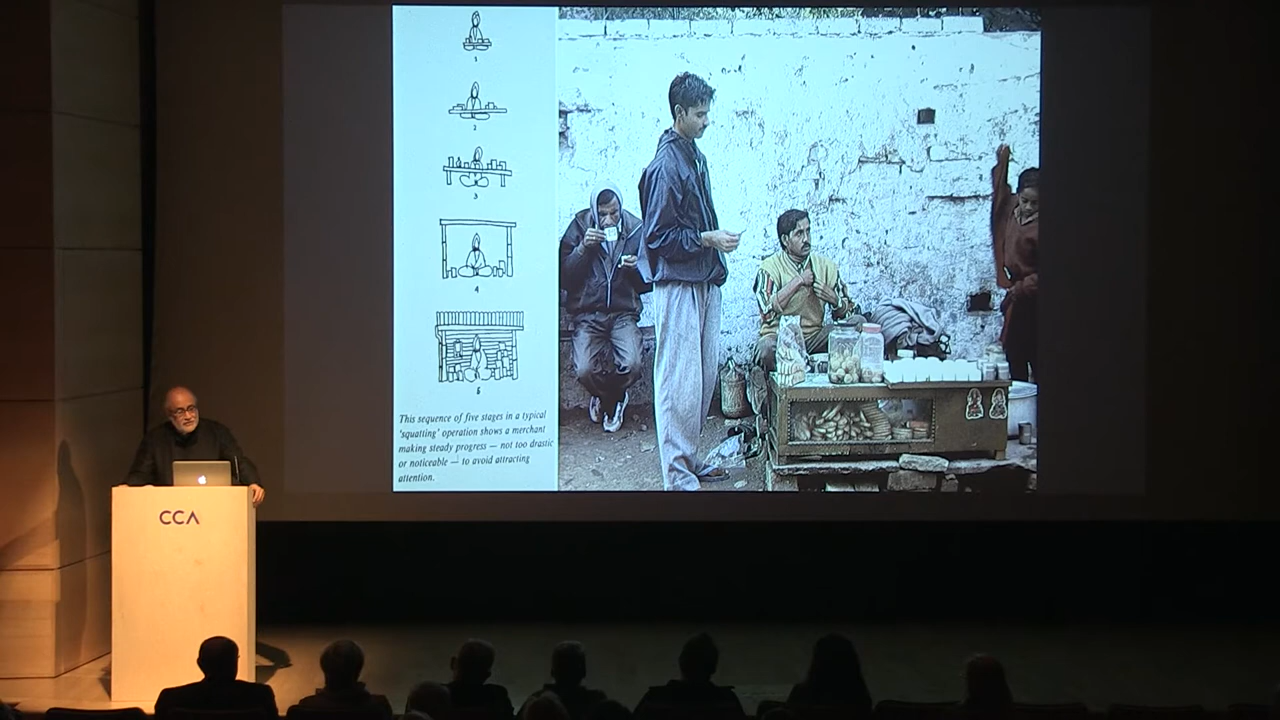 1
2
3
4
5
This sequence of five stages in a typical
'squatting' operation shows a merchant
making steady progress — not too drastic
or noticeable — to avoid attracting
attention.
CCA